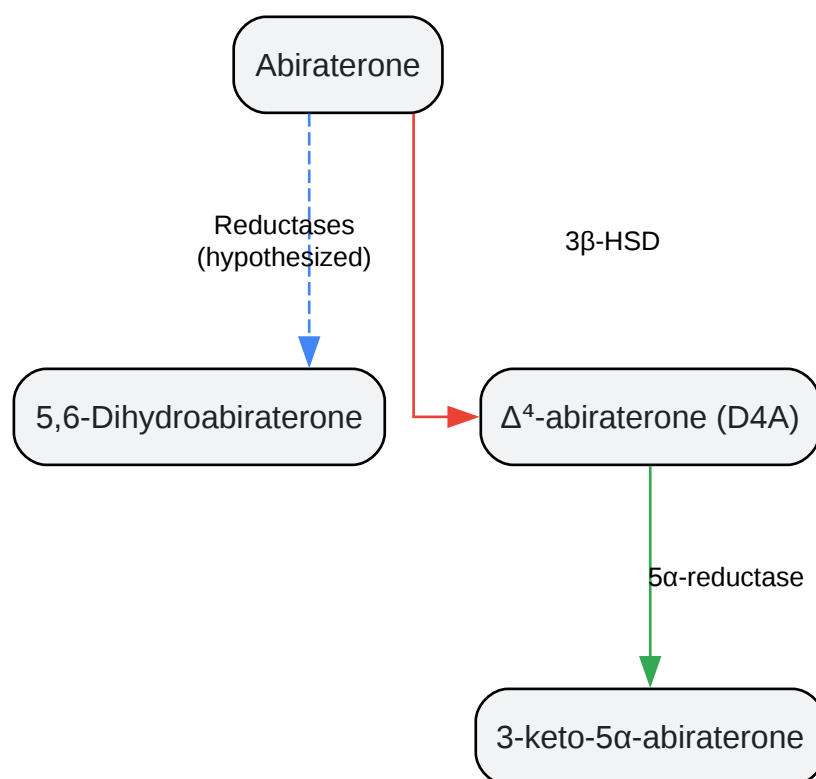 Abiraterone
Reductases
(hypothesized)
3β-HSD
5,6-Dihydroabiraterone
Δ⁴-abiraterone (D4A)
5α-reductase
3-keto-5α-abiraterone